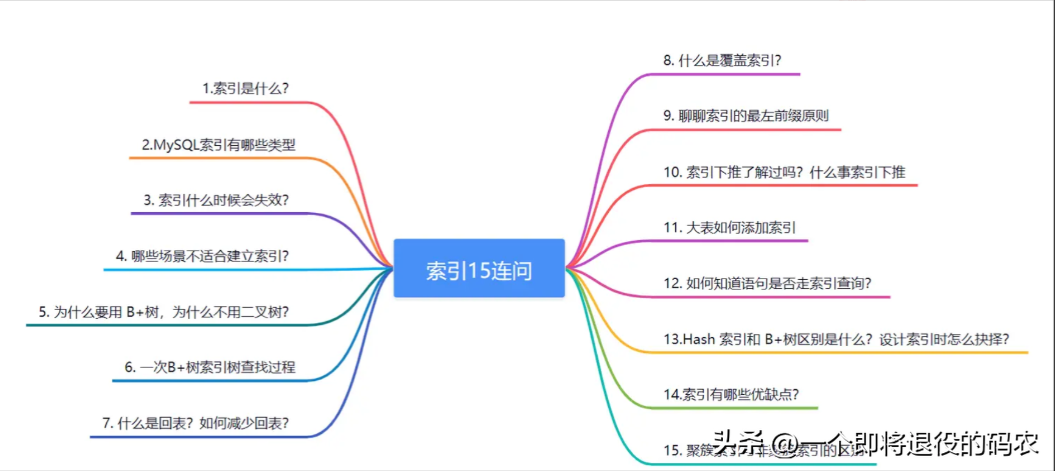 1.索引是什么?
2.MySQL索引有哪些类型
3. 索引什么时候会失效?
4. 哪些场景不适合建立索引?
5. 为什么要用 B+树，为什么不用二叉树?
6. 一次B+树索引树查找过程
7. 什么是回表？如何减少回表?
索引15连问
8. 什么是覆盖索引?
9. 聊聊索引的最左前缀原则
10. 索引下推了解过吗？什么事索引下推
11. 大表如何添加索引
12. 如何知道语句是否走索引查询?
13.Hash 索引和 B+树区别是什么？设计索引时怎么抉择?
14.索引有哪些优缺点?
15. 聚簇索引的区别
头条 @一个即将退役的码农